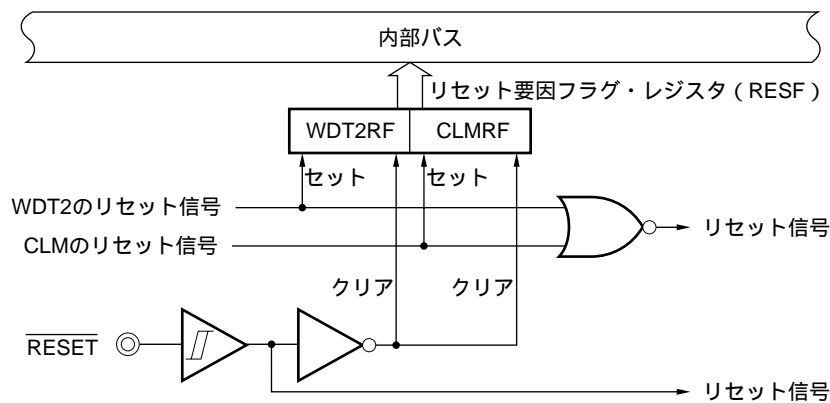 内部バス
リセット要因フラグ・レジスタ（RESF）
WDT2RF
CLMRF
セット
セット
WDT2のリセット信号
リセット信号
CLMのリセット信号
クリア
クリア
RESET
リセット信号